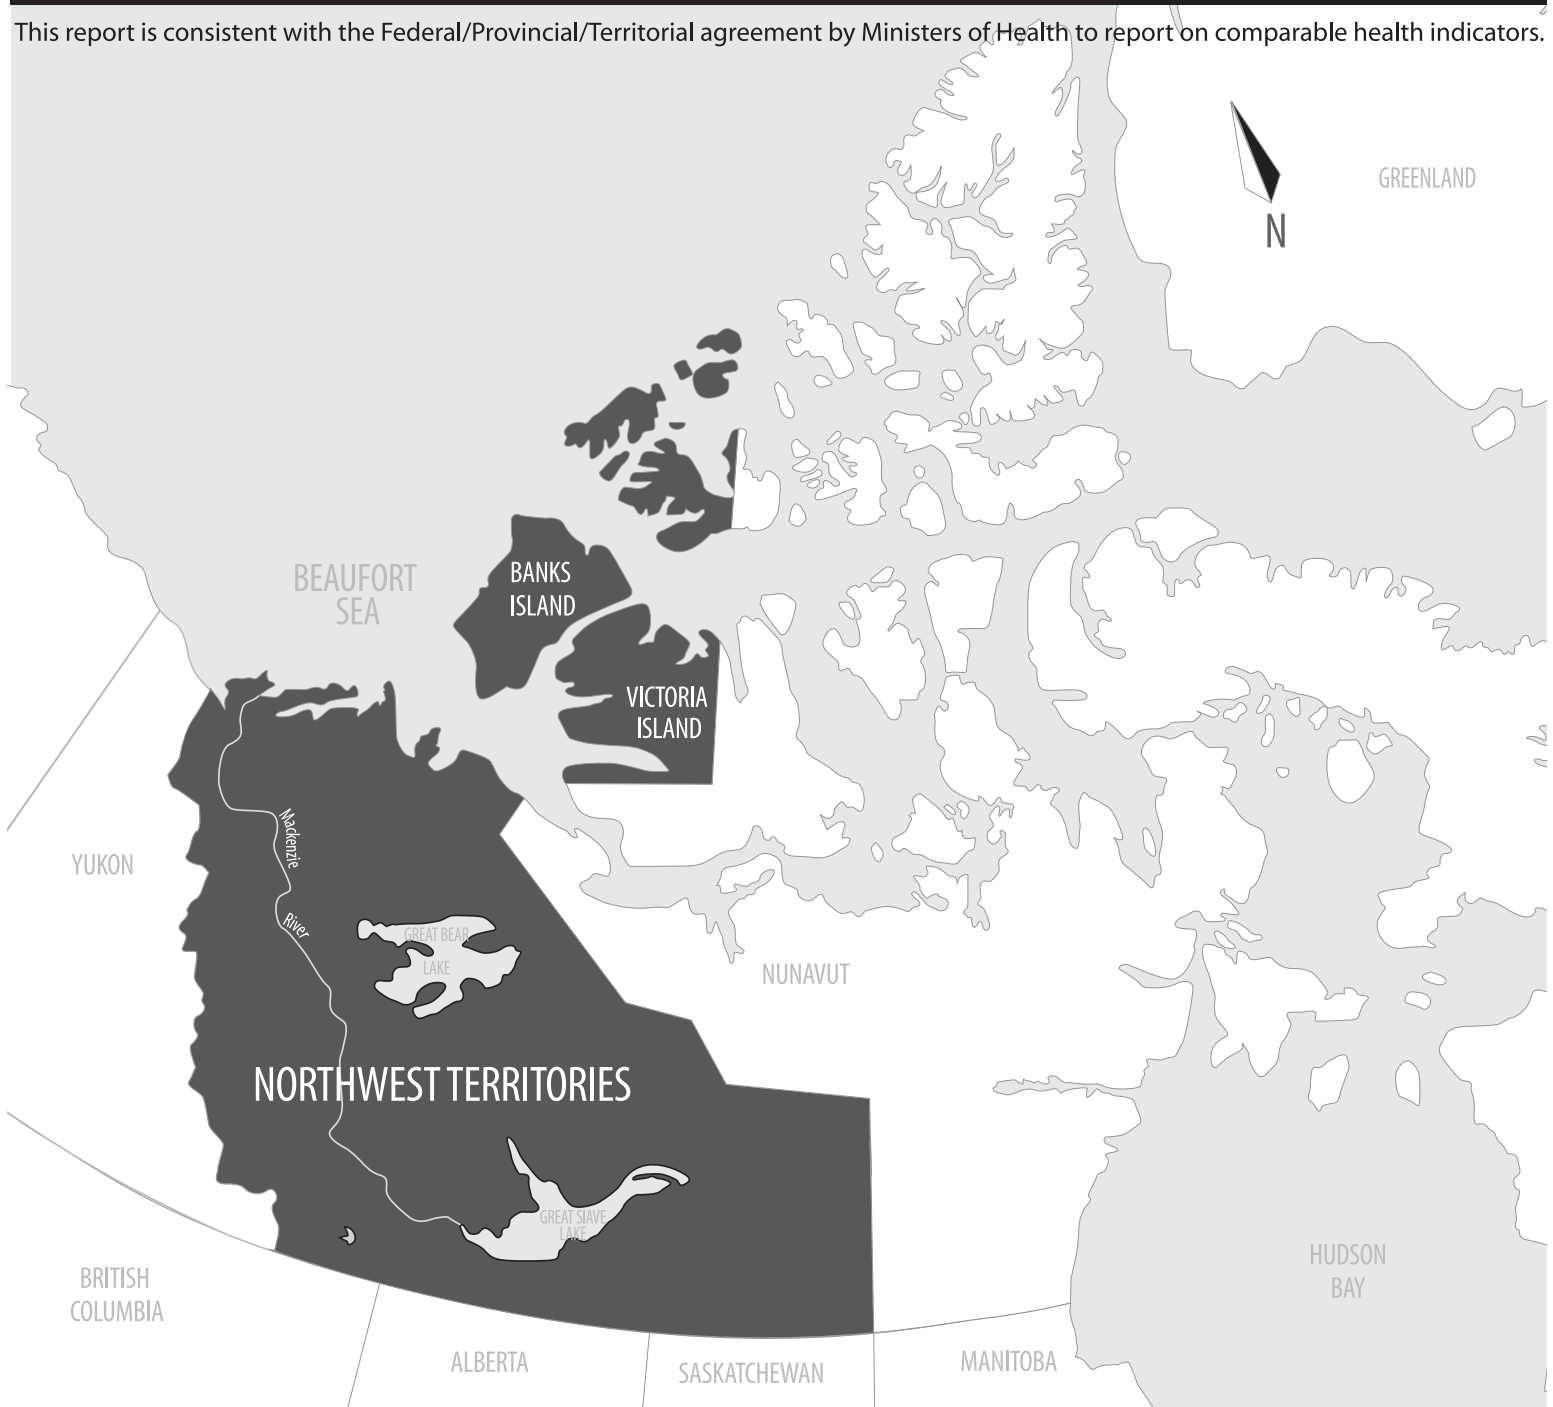 This report is consistent with the Federal/Provincial/Territorial agreement by Ministers of Health to report on comparable health indicators.
GREENLAND
N
BEAUFORT
SEA
BANKS
ISLAND
VICTORIA
ISLAND
Mackenzie
River
YUKON
GREAT BEAR
LAKE
NUNAVUT
NORTHWEST TERRITORIES
GREAT SLAVE
LAKE
HUDSON
BAY
BRITISH
COLUMBIA
ALBERTA
SASKATCHEWAN
MANITOBA